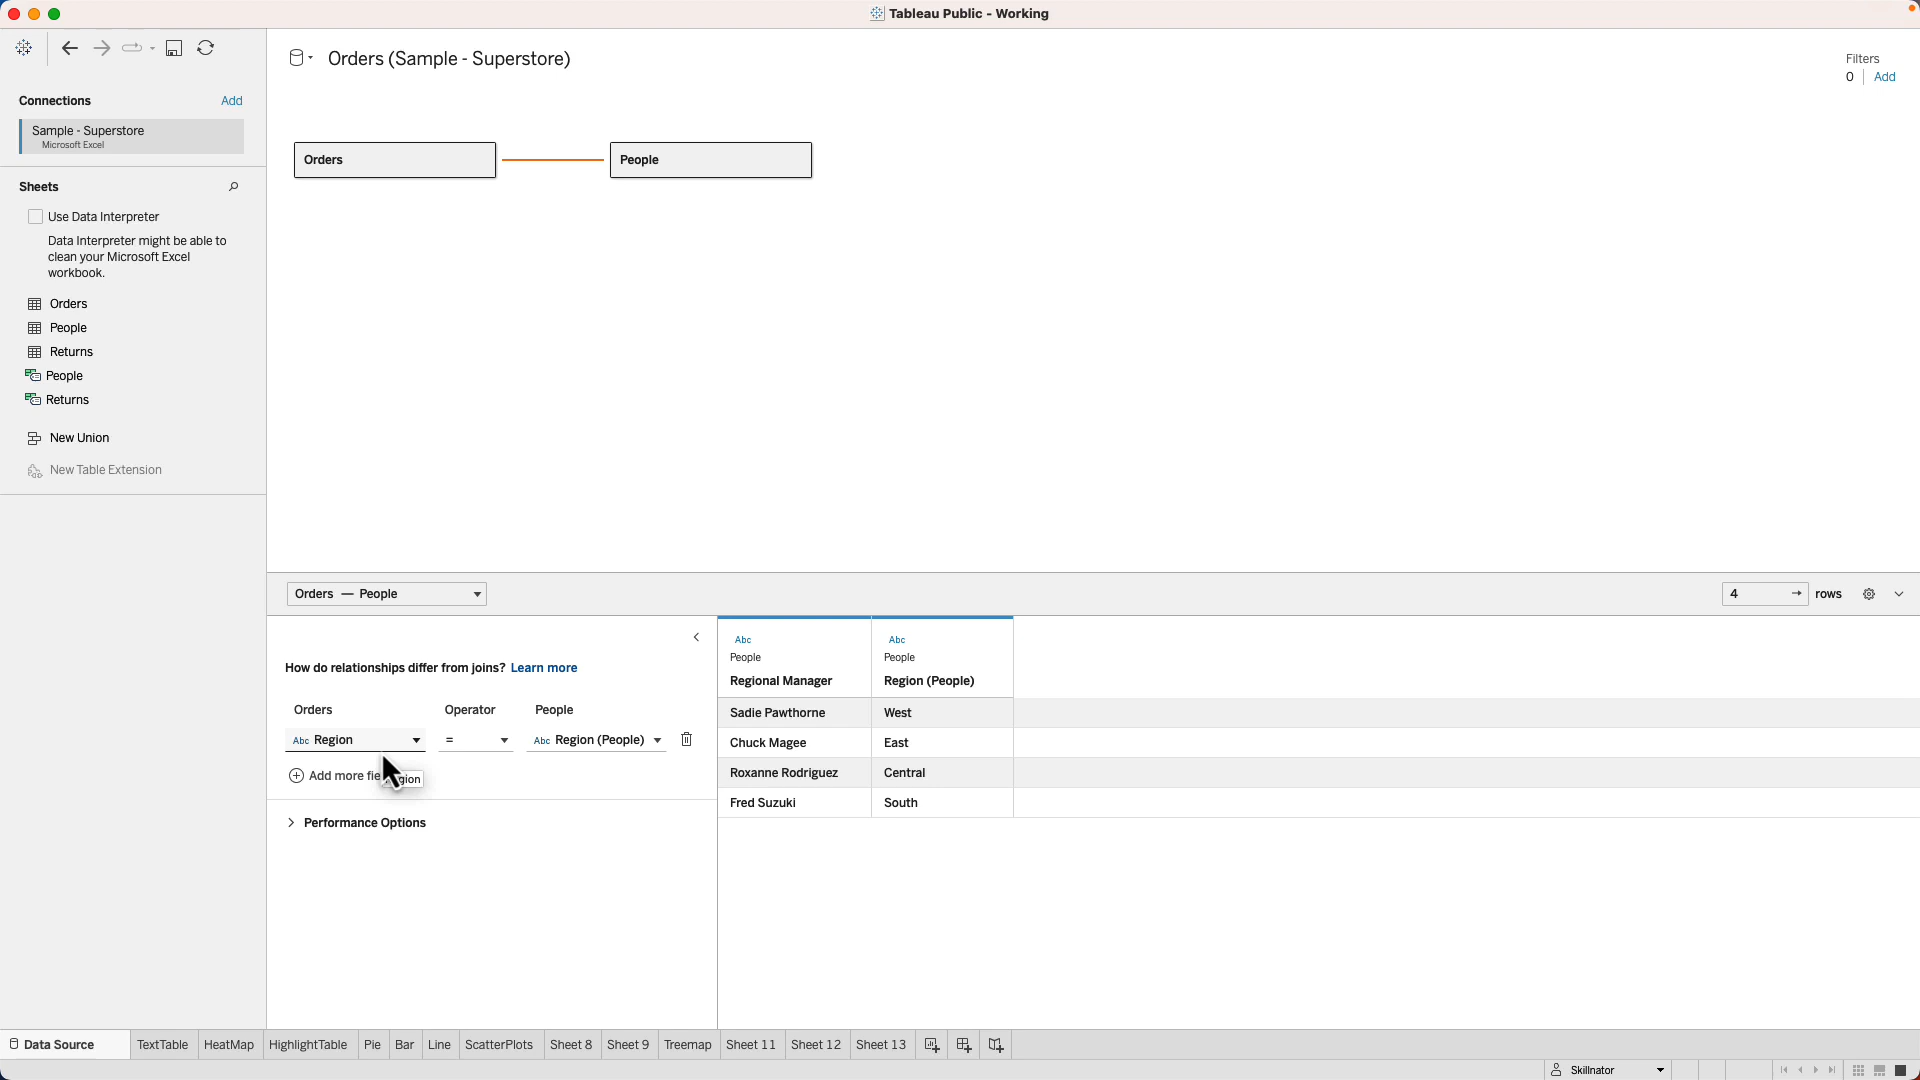 Tableau Public - Working
Orders (Sample - Superstore)
Filters
0 Add
Connections Add
Sample - Superstore
Microsoft Excel
Orders
People
Sheets
Use Data Interpreter
Data Interpreter might be able to
clean your Microsoft Excel
workbook.
Orders
People
Returns
People
Returns
New Union
New Table Extension
Orders — People
4 → rows
How do relationships differ from joins? Learn more
Orders Operator People
Abc Region = Abc Region (People)
Add more
Performance Options
Abc Abc
People People
Regional Manager Region (People)
Sadie Pawthorne West
Chuck Magee East
Roxanne Rodriguez Central
Fred Suzuki South
Data Source TextTable HeatMap HighlightTable Pie Bar Line ScatterPlots Sheet 8 Sheet 9 Treemap Sheet 11 Sheet 12 Sheet 13
Skillnator